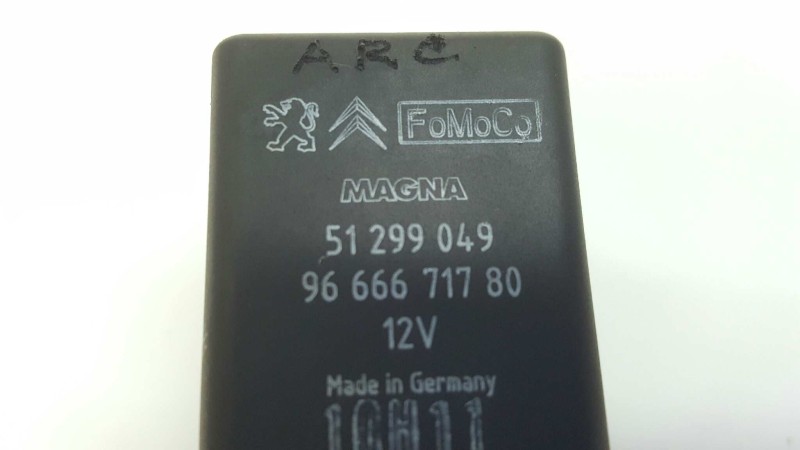 ARC
FoMoCo
MAGNA
51 299 049
96 666 717 80
12V
Made in Germany